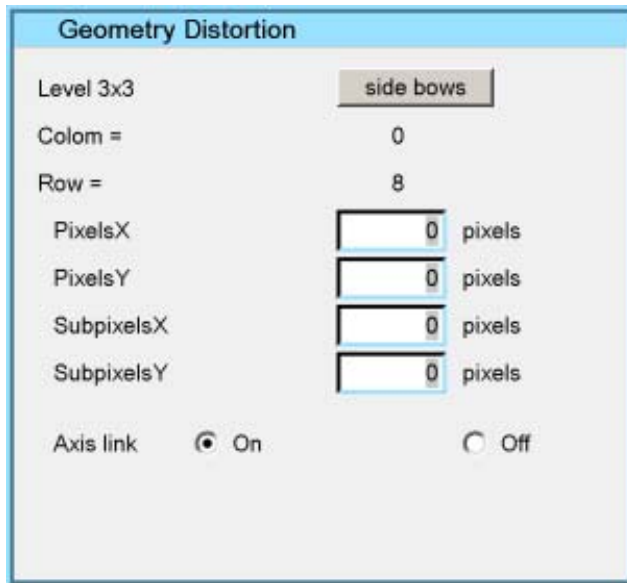 Geometry Distortion
Level 3x3 side bows
Colom = 0
Row = 8
PixelsX 0 pixels
PixelsY 0 pixels
SubpixelsX 0 pixels
SubpixelsY 0 pixels
Axis link On Off